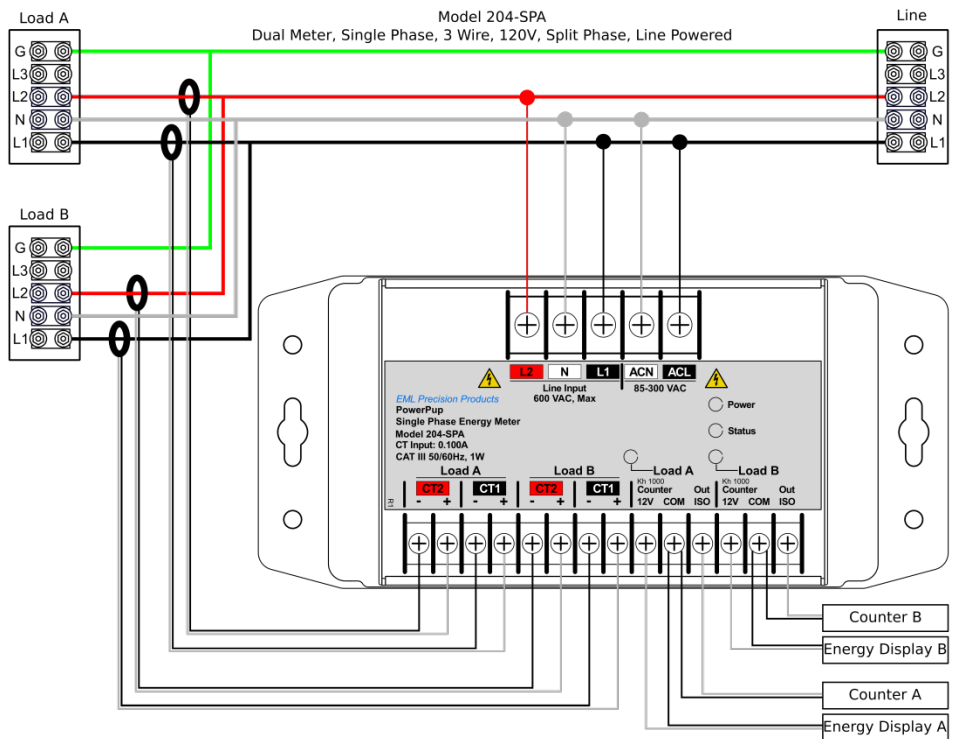 Model 204-SPA
Dual Meter, Single Phase, 3 Wire, 120V, Split Phase, Line Powered
Load A
G
L3
L2
N
L1
Line
G
L3
L2
N
L1
Load B
G
L3
L2
N
L1
L2 N L1 ACN ACL
Line Input
600 VAC, Max
85-300 VAC
EML Precision Products
PowerPup
Single Phase Energy Meter
Model 204-SPA
CT Input: 0.100A
CAT III 50/60Hz, 1W
Power
Status
Load A Load B
CT2 CT1 CT2 CT1
- + - + - + - +
Load A
Kh 1000
Counter Out
12V COM ISO
Load B
Kh 1000
Counter Out
12V COM ISO
R1
Counter B
Energy Display B
Counter A
Energy Display A